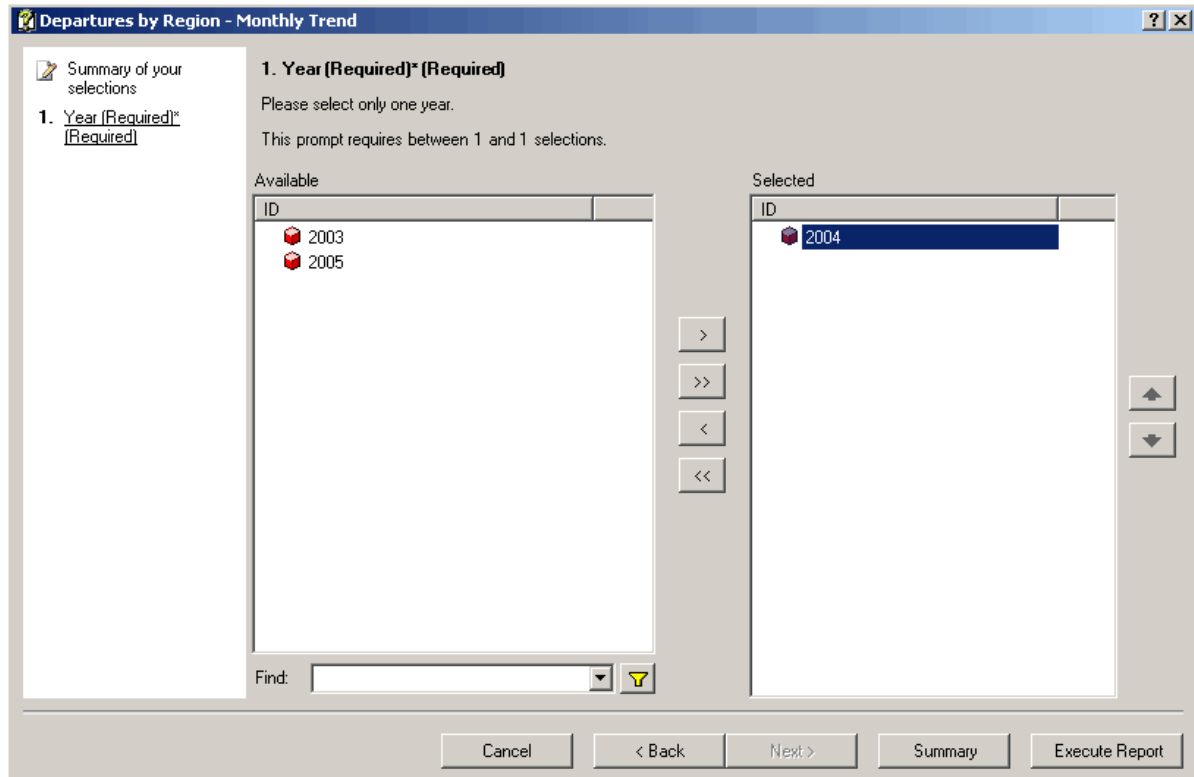 Departures by Region - Monthly Trend
? X
Summary of your
selections
1. Year (Required)*
(Required)
1. Year (Required)* (Required)
Please select only one year.
This prompt requires between 1 and 1 selections.
Available
ID
2003
2005
>
>>
<
<<
Selected
ID
2004
Find:
Cancel
< Back
Next >
Summary
Execute Report